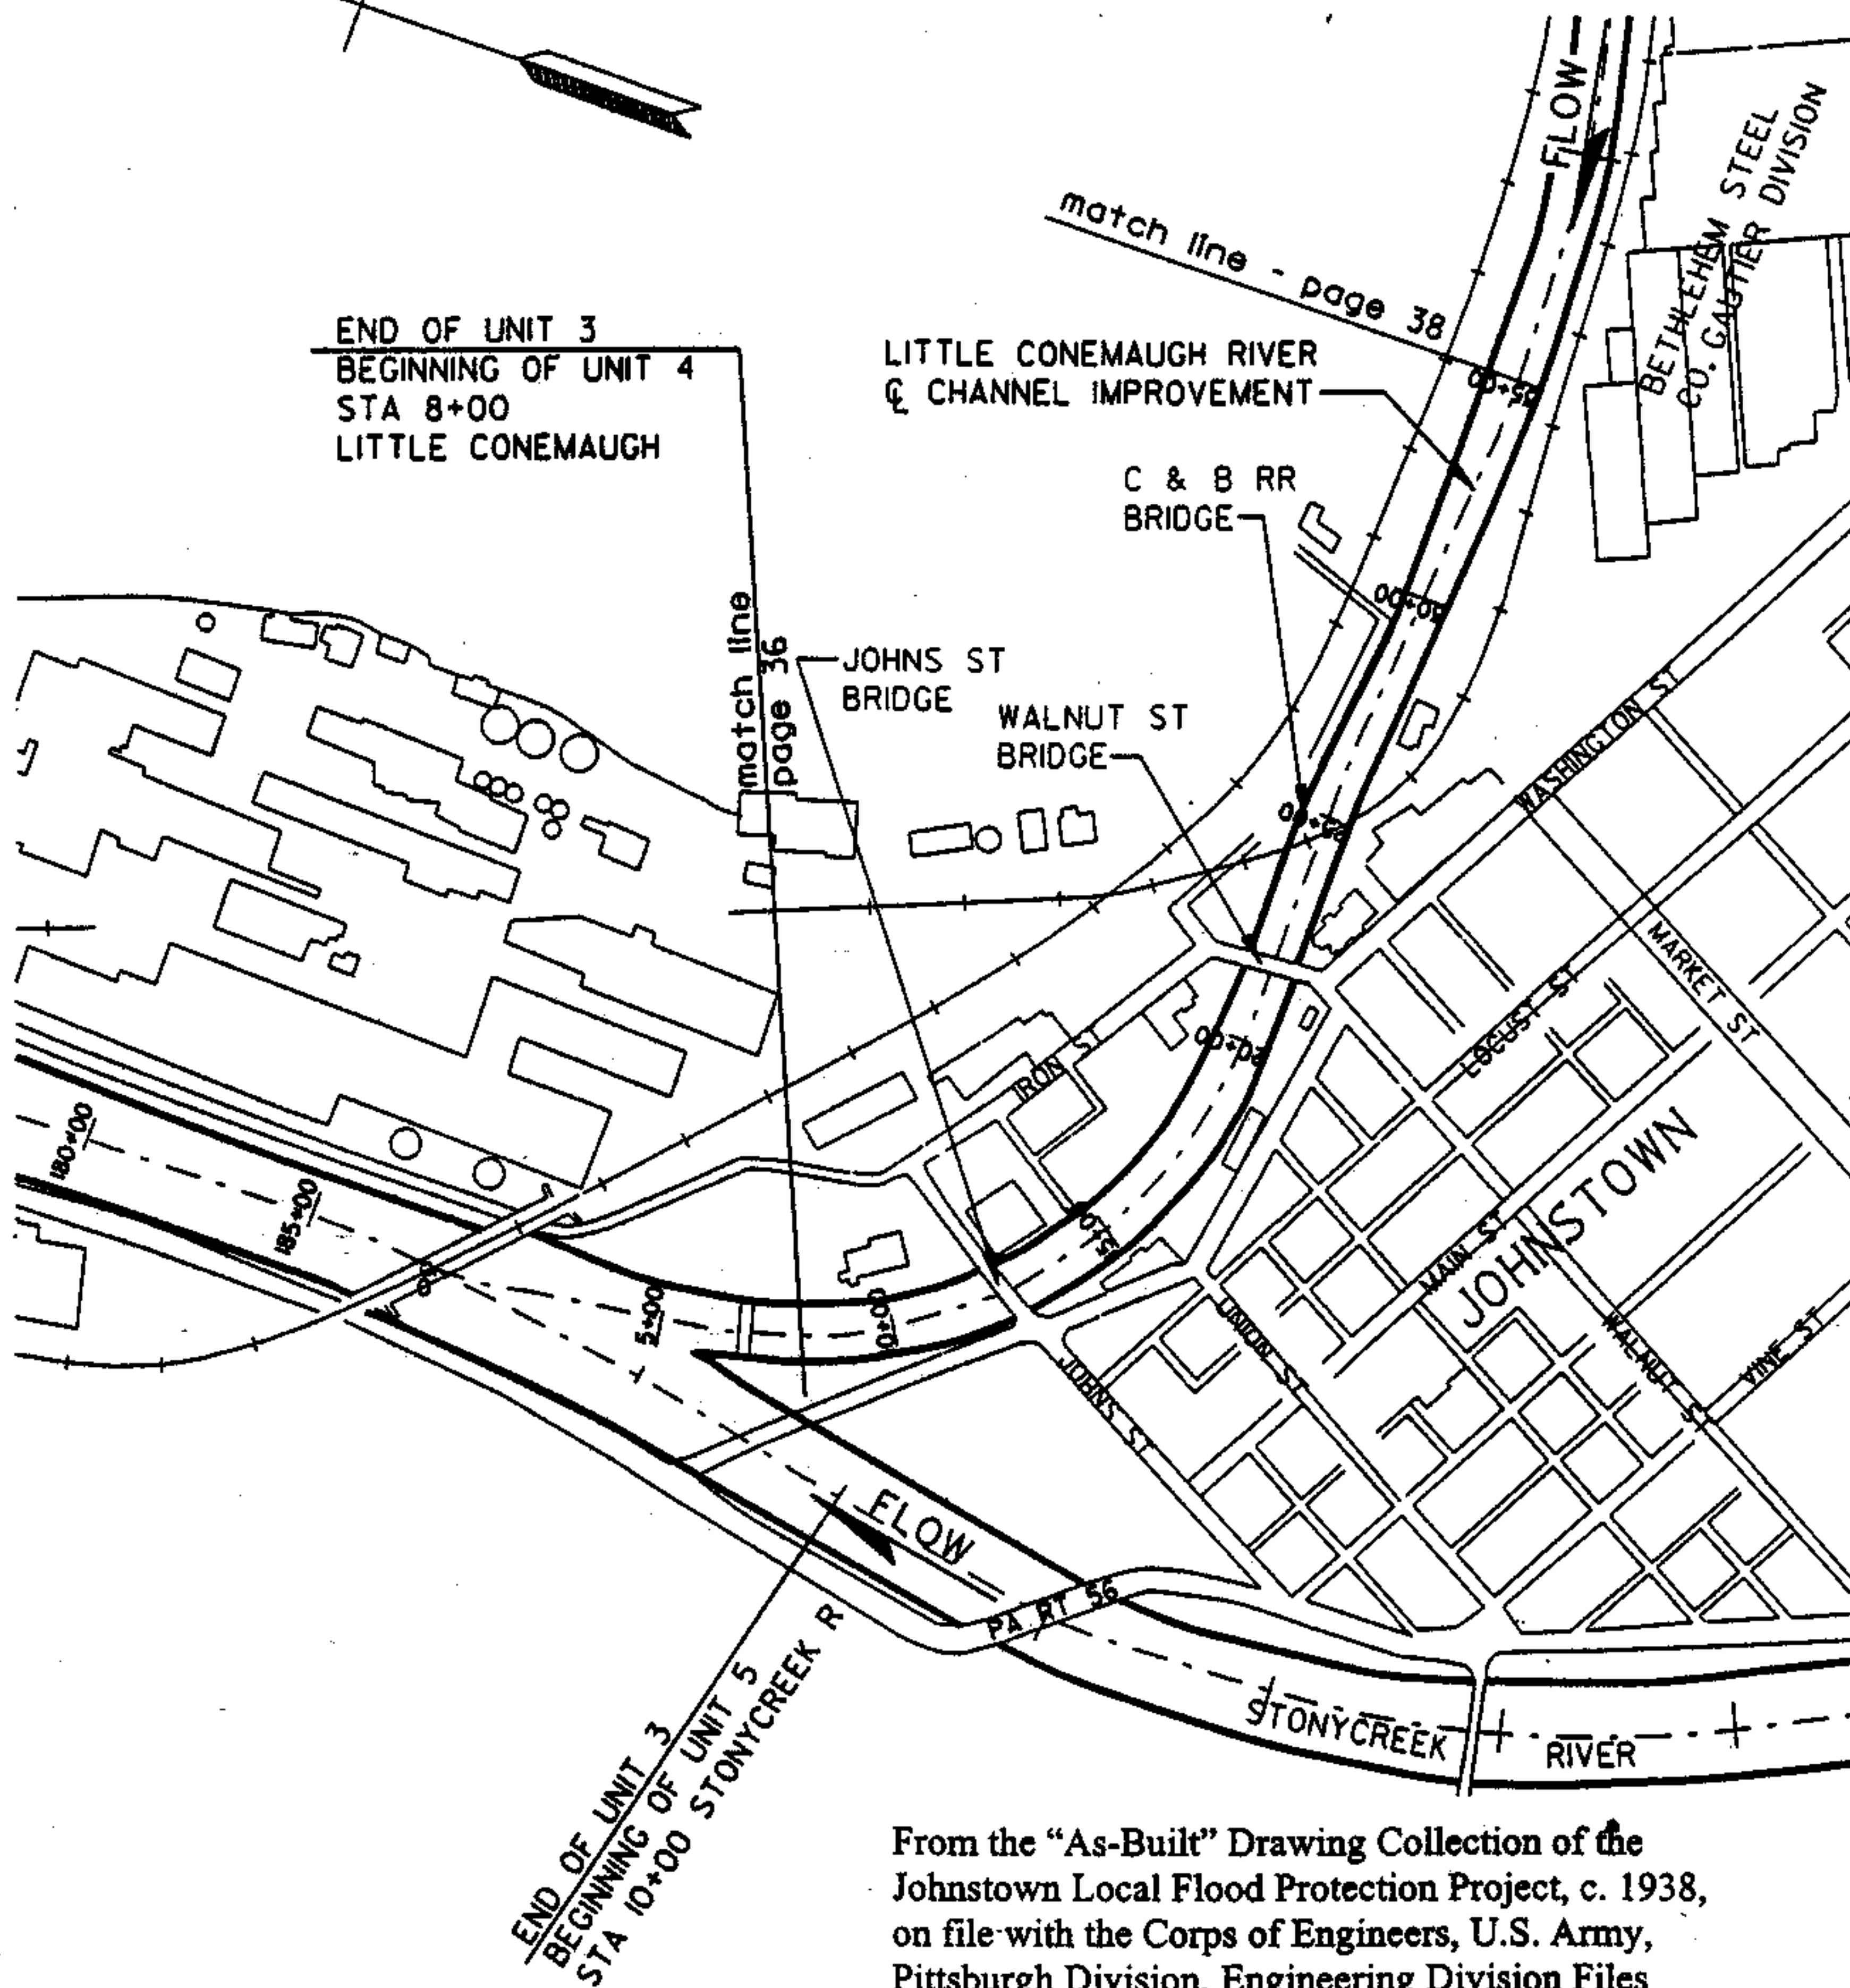 FLOW
BETHLEHEM STEEL
CO. GAUTIER DIVISION
match line - page 38
END OF UNIT 3
BEGINNING OF UNIT 4
STA 8+00
LITTLE CONEMAUGH
LITTLE CONEMAUGH RIVER
℄ CHANNEL IMPROVEMENT
35+00
C & B RR
BRIDGE
30+00
match line
page 36
JOHNS ST
BRIDGE
WALNUT ST
BRIDGE
WASHINGTON ST
MARKET ST
LOCUST ST
20+00
IRON ST
180+00
185+00
JOHNSTOWN
MAIN ST
5+00
UNION ST
WALNUT ST
VINE ST
JOHNS ST
FLOW
PA RT 56
STONYCREEK
RIVER
END OF UNIT 3
BEGINNING OF UNIT 5
STA 10+00 STONYCREEK R
From the “As-Built” Drawing Collection of the
Johnstown Local Flood Protection Project, c. 1938,
on file with the Corps of Engineers, U.S. Army,
Pittsburgh Division, Engineering Division Files